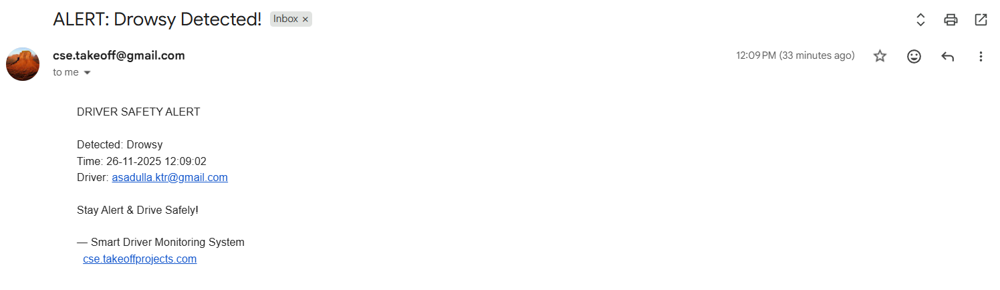 ALERT: Drowsy Detected! Inbox ×
cse.takeoff@gmail.com 12:09 PM (33 minutes ago)
to me
DRIVER SAFETY ALERT
Detected: Drowsy
Time: 26-11-2025 12:09:02
Driver: asadulla.ktr@gmail.com
Stay Alert & Drive Safely!
— Smart Driver Monitoring System
cse.takeoffprojects.com